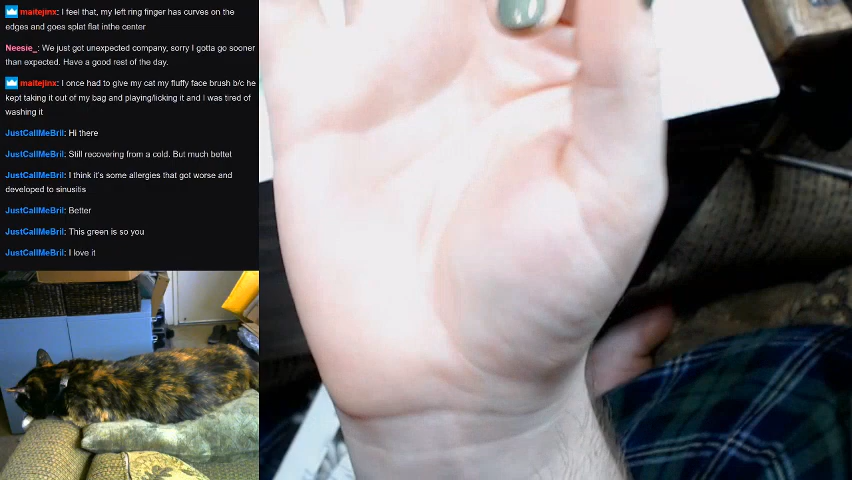 maitejinx: I feel that, my left ring finger has curves on the
edges and goes splat flat inthe center
Neesie_: We just got unexpected company, sorry I gotta go sooner
than expected. Have a good rest of the day.
maitejinx: I once had to give my cat my fluffy face brush b/c he
kept taking it out of my bag and playing/licking it and I was tired of
washing it
JustCallMeBril: Hi there
JustCallMeBril: Still recovering from a cold. But much bettet
JustCallMeBril: I think it's some allergies that got worse and
developed to sinusitis
JustCallMeBril: Better
JustCallMeBril: This green is so you
JustCallMeBril: I love it